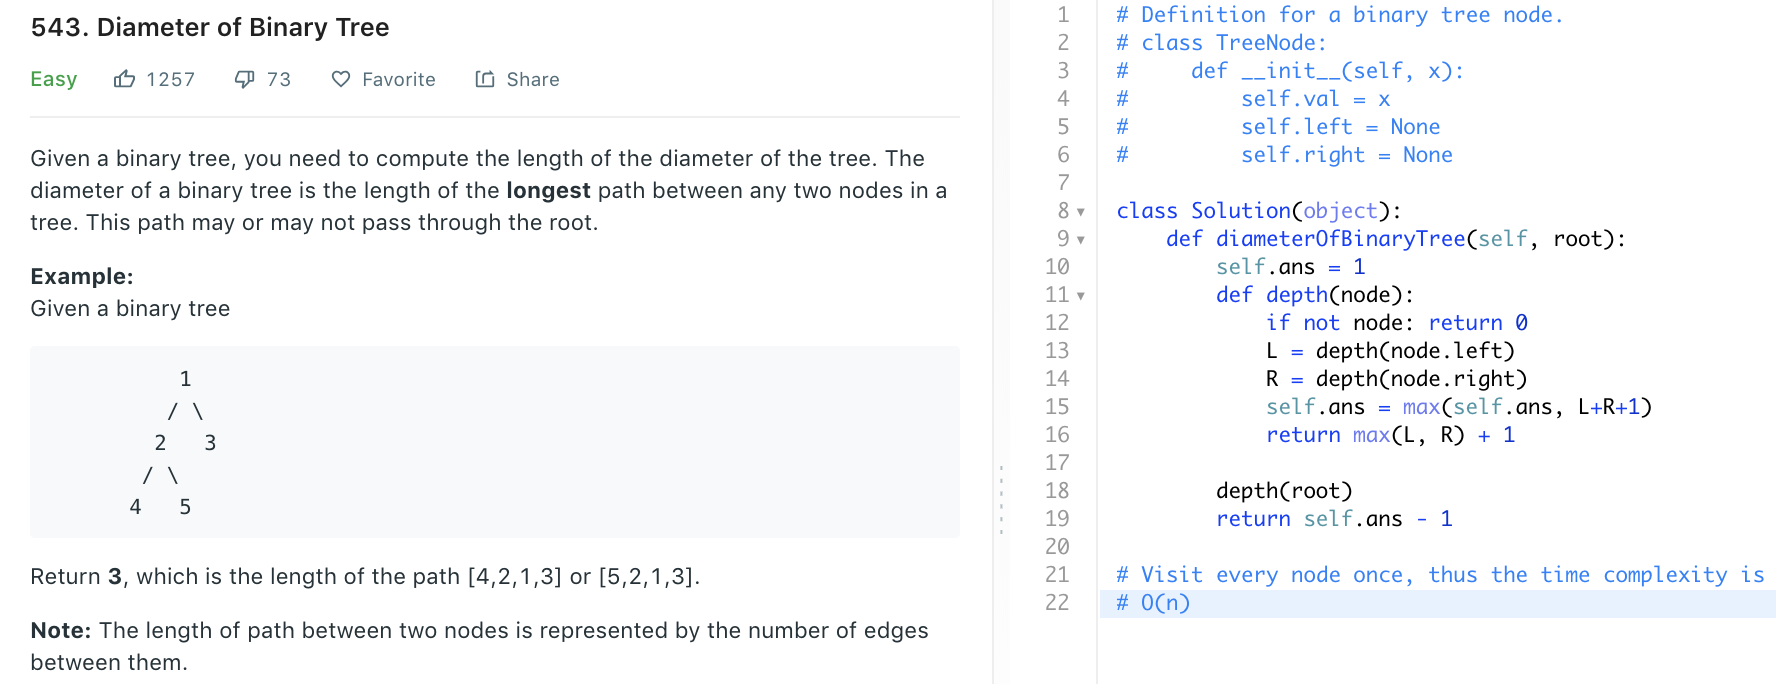 543. Diameter of Binary Tree
Easy 1257 73 Favorite Share
Given a binary tree, you need to compute the length of the diameter of the tree. The
diameter of a binary tree is the length of the longest path between any two nodes in a
tree. This path may or may not pass through the root.
Example:
Given a binary tree
1
/ \
2 3
/ \
4 5
Return 3, which is the length of the path [4,2,1,3] or [5,2,1,3].
Note: The length of path between two nodes is represented by the number of edges
between them.
1 # Definition for a binary tree node.
2 # class TreeNode:
3 #     def __init__(self, x):
4 #         self.val = x
5 #         self.left = None
6 #         self.right = None
7
8 class Solution(object):
9     def diameterOfBinaryTree(self, root):
10         self.ans = 1
11         def depth(node):
12             if not node: return 0
13             L = depth(node.left)
14             R = depth(node.right)
15             self.ans = max(self.ans, L+R+1)
16             return max(L, R) + 1
17
18         depth(root)
19         return self.ans - 1
20
21 # Visit every node once, thus the time complexity is
22 # O(n)